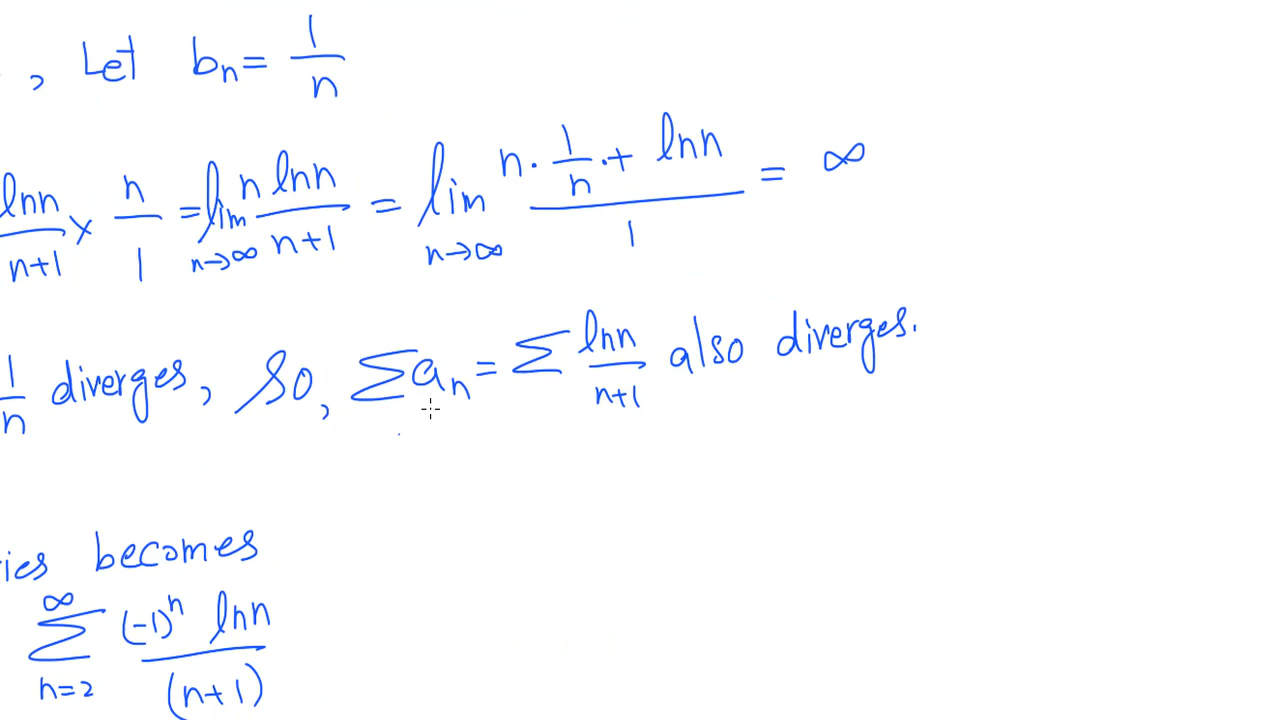 , Let bₙ = 1/n
lnn/(n+1) × n/1 = lim n→∞ n lnn/(n+1) = lim n→∞ (n · 1/n · + lnn)/1 = ∞
1/n diverges, So, Σaₙ = Σ lnn/(n+1) also diverges.
ies becomes
∞ Σ n=2 (-1)ⁿ lnn/(n+1)